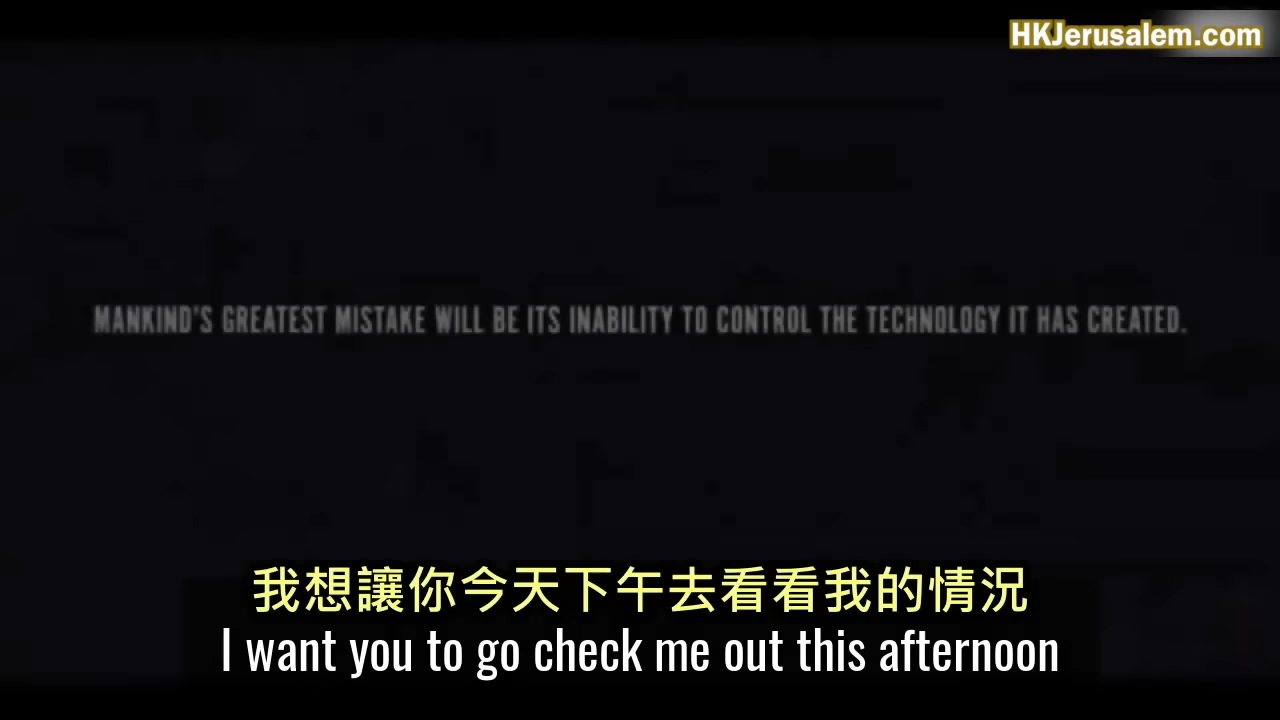 HKJerusalem.com
MANKIND'S GREATEST MISTAKE WILL BE ITS INABILITY TO CONTROL THE TECHNOLOGY IT HAS CREATED.
我想讓你今天下午去看看我的情況
I want you to go check me out this afternoon